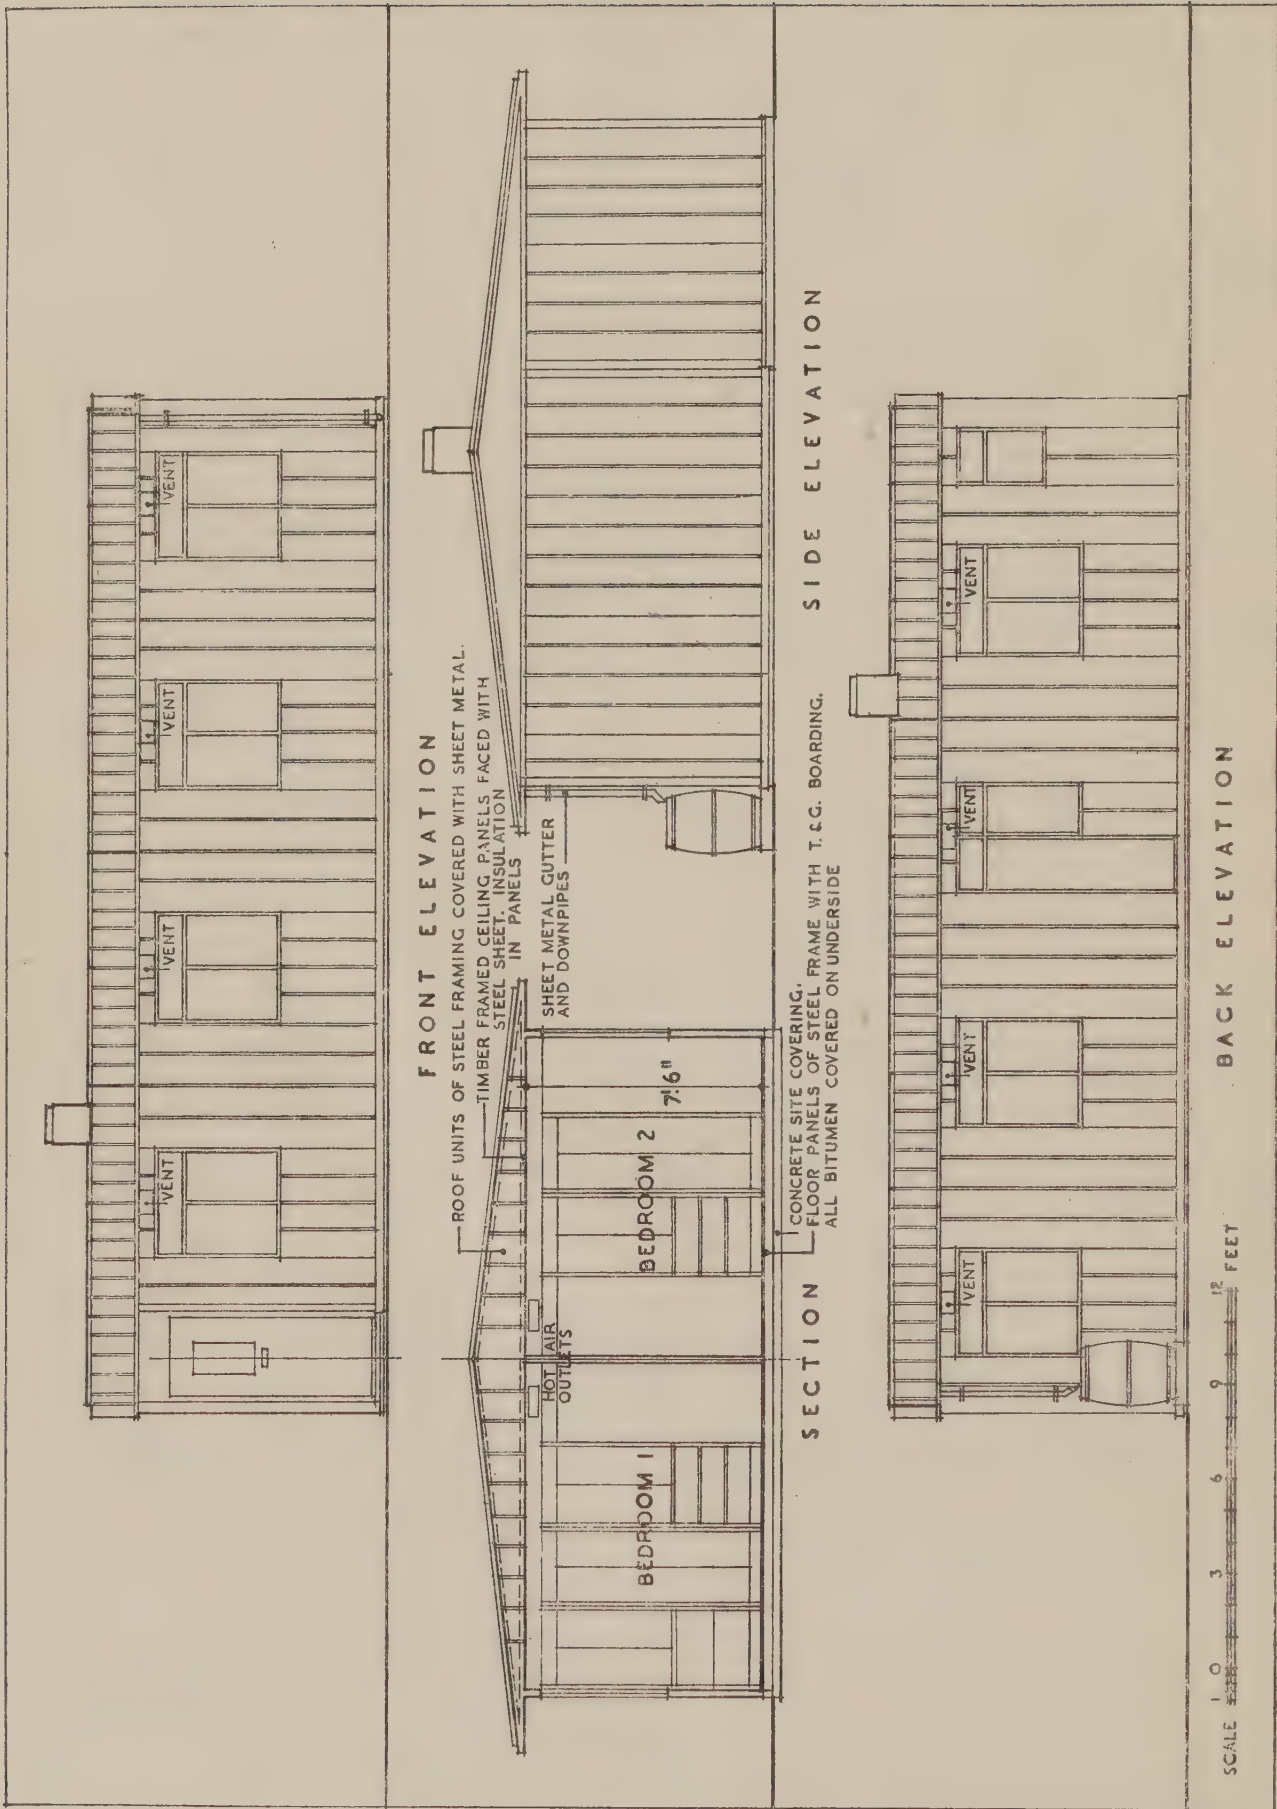 VENT
VENT
VENT
VENT
FRONT ELEVATION
ROOF UNITS OF STEEL FRAMING COVERED WITH SHEET METAL.
TIMBER FRAMED CEILING PANELS FACED WITH
STEEL SHEET. INSULATION
IN PANELS
SHEET METAL GUTTER
AND DOWNPIPES
HOT AIR
OUTLETS
BEDROOM 1
BEDROOM 2
7'.6"
CONCRETE SITE COVERING.
FLOOR PANELS OF STEEL FRAME WITH T.&G. BOARDING.
ALL BITUMEN COVERED ON UNDERSIDE
SECTION
SIDE ELEVATION
VENT
VENT
VENT
VENT
BACK ELEVATION
SCALE 1 0 3 6 9 12 FEET